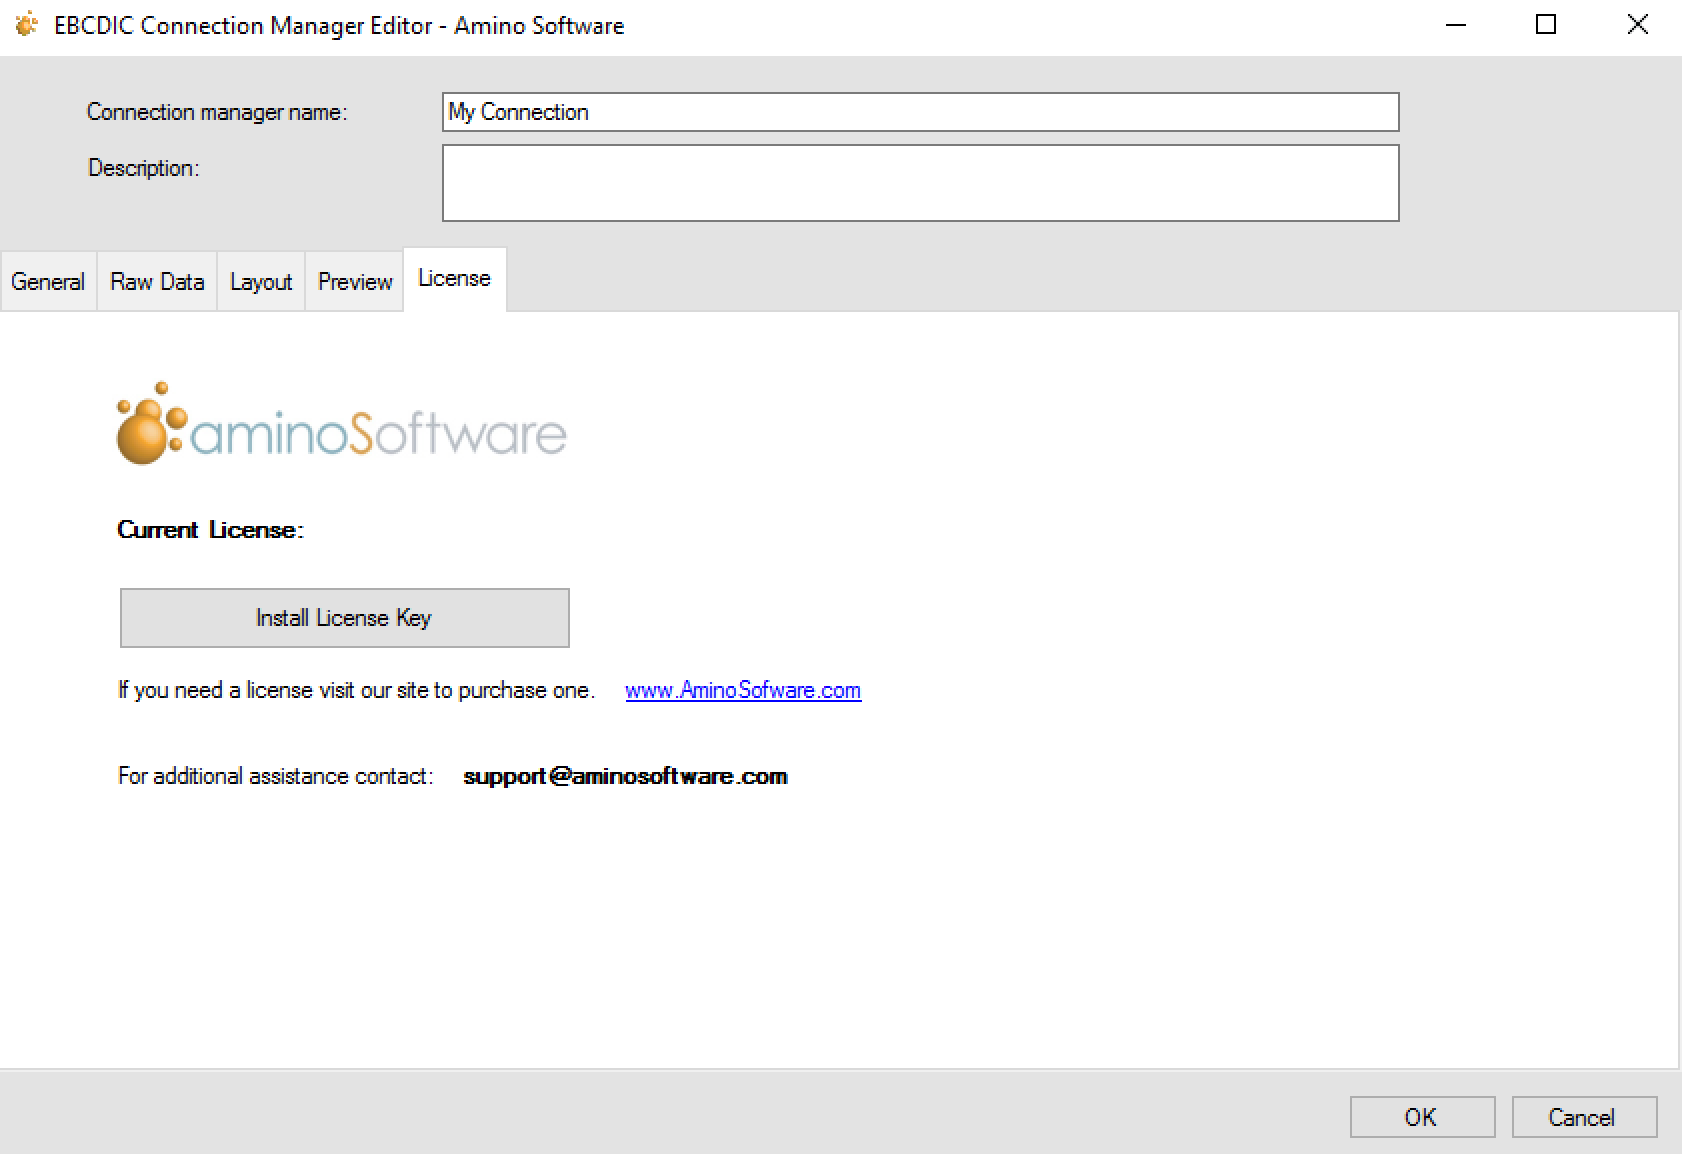 EBCDIC Connection Manager Editor - Amino Software
Connection manager name: My Connection
Description:
General Raw Data Layout Preview License
aminoSoftware
Current License:
Install License Key
If you need a license visit our site to purchase one. www.AminoSofware.com
For additional assistance contact: support@aminosoftware.com
OK Cancel